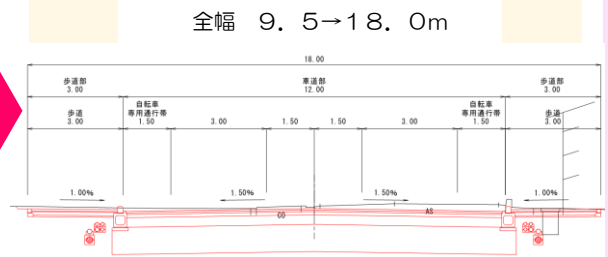 全幅 9.5→18.0m
18.00
歩道部 車道部 歩道部
3.00 12.00 3.00
歩道 自転車専用通行帯 自転車専用通行帯 歩道
3.00 1.50 3.00 1.50 1.50 3.00 1.50 3.00
1.00% 1.50% 1.50% 1.00%
CO AS